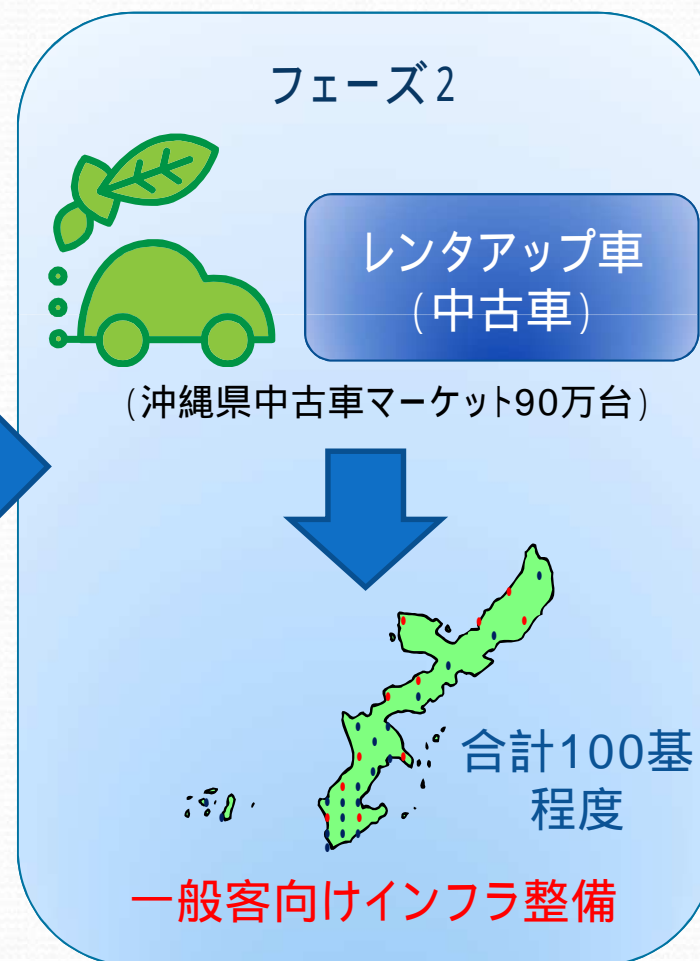 フェーズ2
レンタアップ車
(中古車)
(沖縄県中古車マーケット90万台)
合計100基
程度
一般客向けインフラ整備